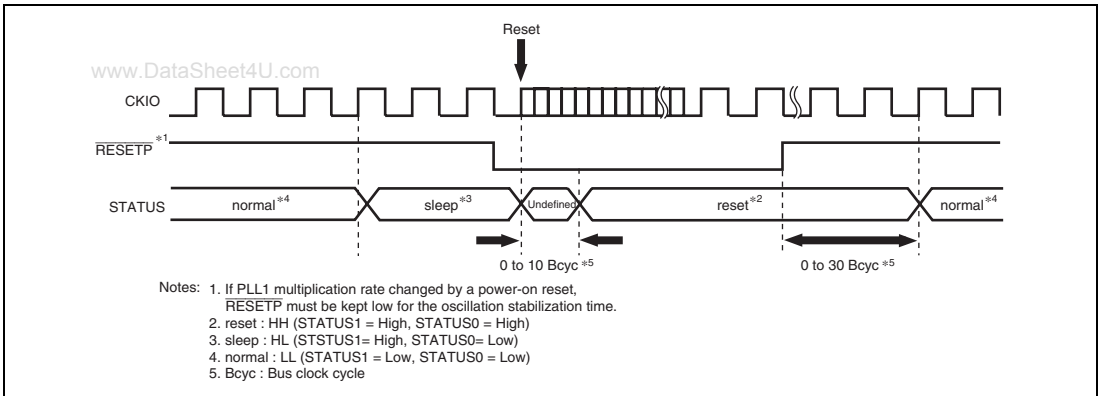 Reset
www.DataSheet4U.com
CKIO
RESETP *1
STATUS
normal*4
sleep*3
Undefined
reset*2
normal*4
0 to 10 Bcyc *5
0 to 30 Bcyc *5
Notes: 1. If PLL1 multiplication rate changed by a power-on reset,
RESETP must be kept low for the oscillation stabilization time.
2. reset : HH (STATUS1 = High, STATUS0 = High)
3. sleep : HL (STSTUS1= High, STATUS0= Low)
4. normal : LL (STATUS1 = Low, STATUS0 = Low)
5. Bcyc : Bus clock cycle